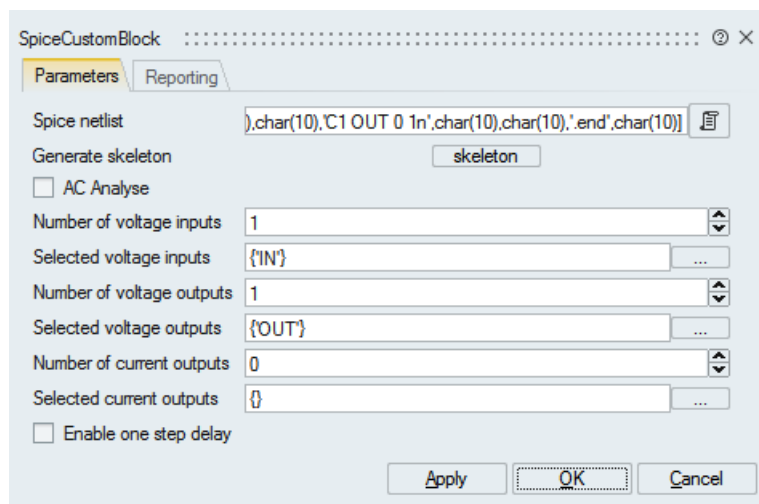 SpiceCustomBlock
Parameters Reporting
Spice netlist ),char(10),'C1 OUT 0 1n',char(10),char(10),'.end',char(10)]
Generate skeleton skeleton
AC Analyse
Number of voltage inputs 1
Selected voltage inputs {'IN'} ...
Number of voltage outputs 1
Selected voltage outputs {'OUT'} ...
Number of current outputs 0
Selected current outputs {} ...
Enable one step delay
Apply OK Cancel